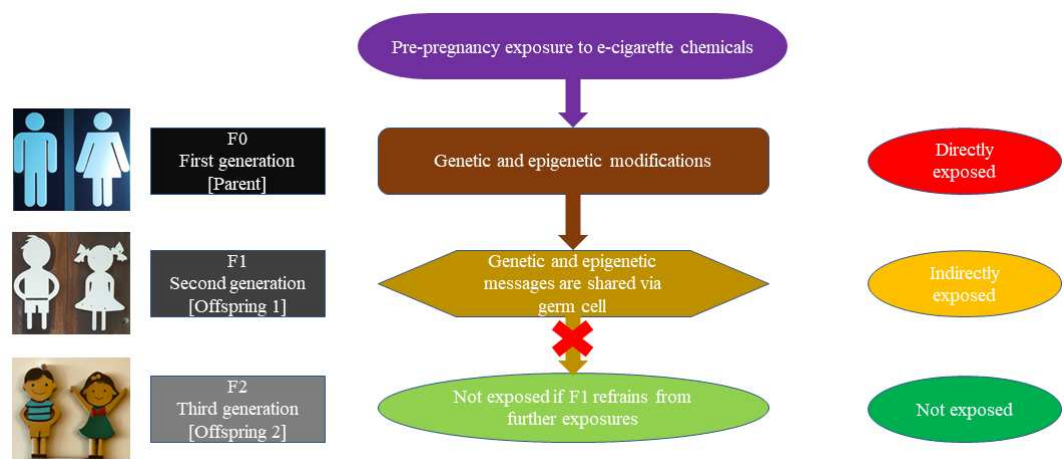 Pre-pregnancy exposure to e-cigarette chemicals
F0
First generation
[Parent]
Genetic and epigenetic modifications
Directly
exposed
F1
Second generation
[Offspring 1]
Genetic and epigenetic
messages are shared via
germ cell
Indirectly
exposed
F2
Third generation
[Offspring 2]
Not exposed if F1 refrains from
further exposures
Not exposed